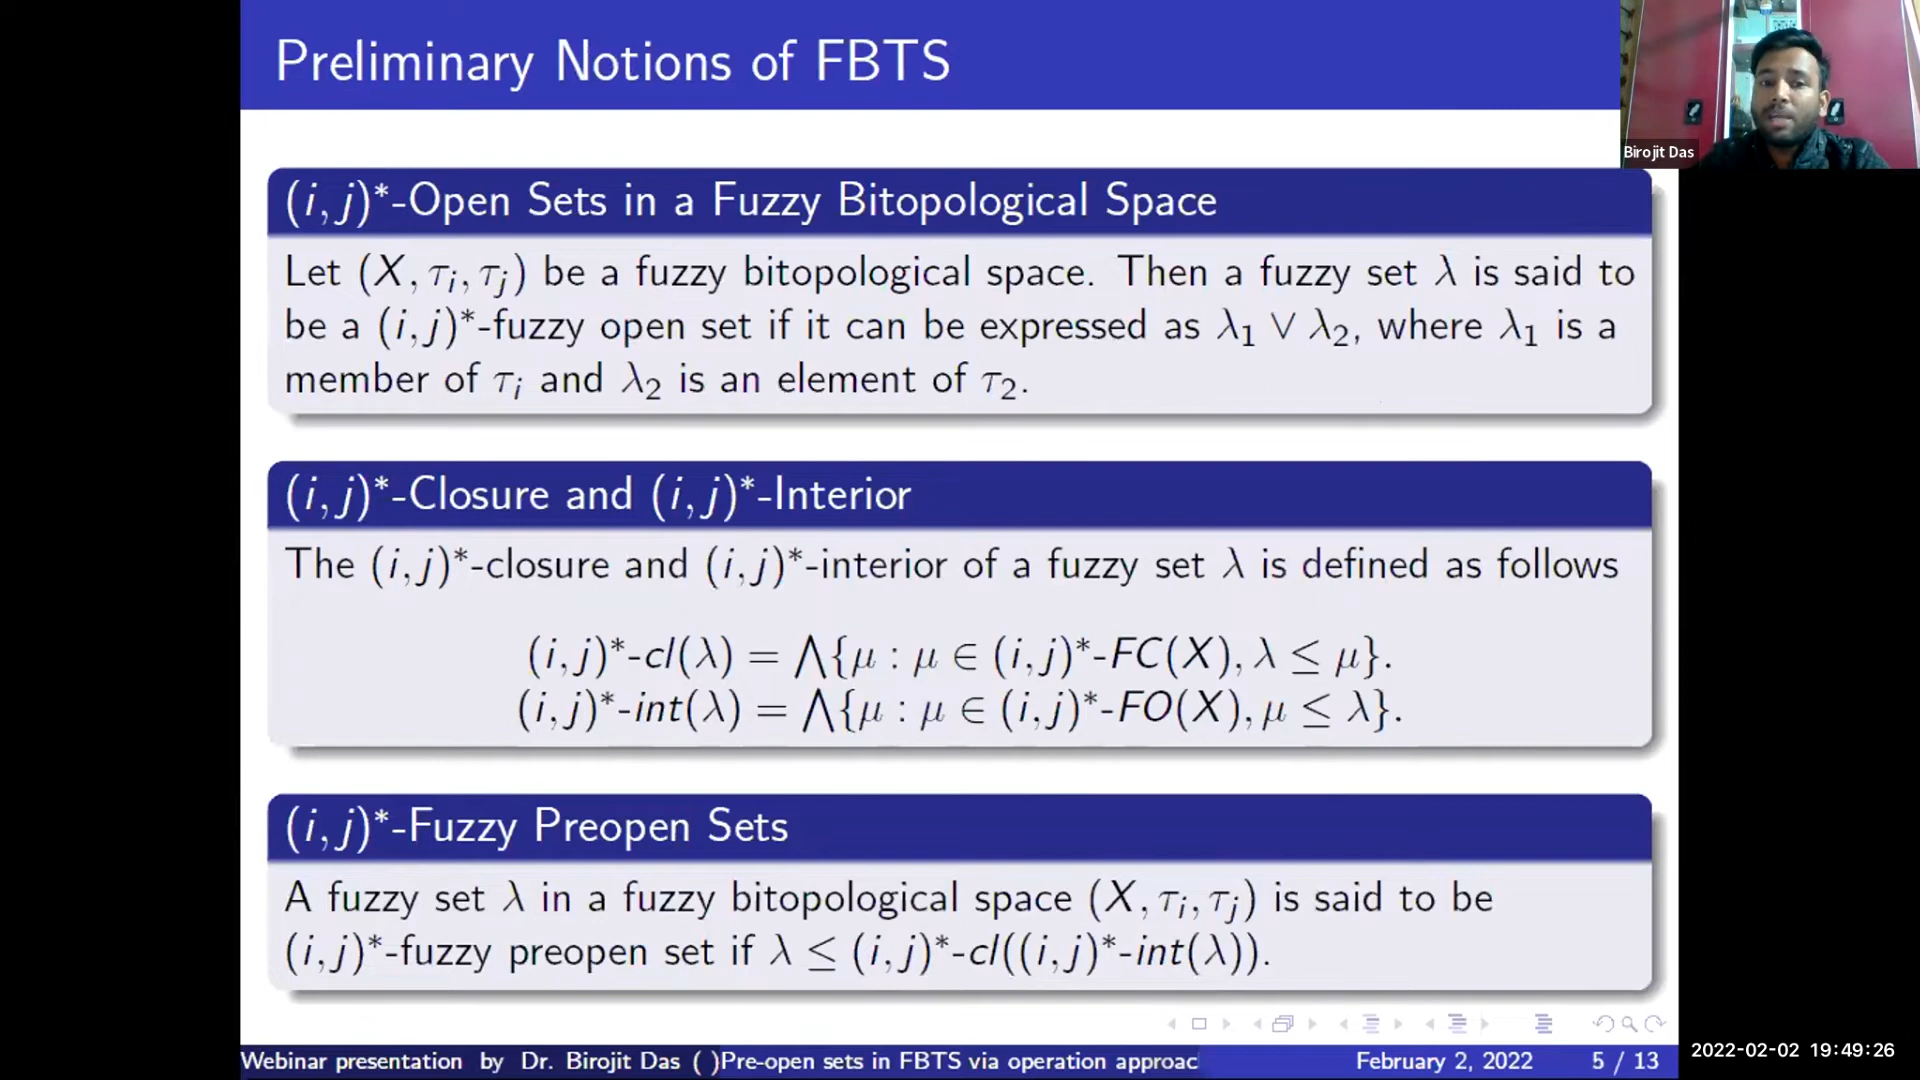 Preliminary Notions of FBTS
Birojit Das
(i, j)*-Open Sets in a Fuzzy Bitopological Space
Let (X, τᵢ, τⱼ) be a fuzzy bitopological space. Then a fuzzy set λ is said to
be a (i, j)*-fuzzy open set if it can be expressed as λ₁ ∨ λ₂, where λ₁ is a
member of τᵢ and λ₂ is an element of τ₂.
(i, j)*-Closure and (i, j)*-Interior
The (i, j)*-closure and (i, j)*-interior of a fuzzy set λ is defined as follows
(i, j)*-cl(λ) = ⋀{μ : μ ∈ (i, j)*-FC(X), λ ≤ μ}.
(i, j)*-int(λ) = ⋀{μ : μ ∈ (i, j)*-FO(X), μ ≤ λ}.
(i, j)*-Fuzzy Preopen Sets
A fuzzy set λ in a fuzzy bitopological space (X, τᵢ, τⱼ) is said to be
(i, j)*-fuzzy preopen set if λ ≤ (i, j)*-cl((i, j)*-int(λ)).
Webinar presentation by Dr. Birojit Das ( )Pre-open sets in FBTS via operation approac February 2, 2022 5 / 13
2022-02-02 19:49:26